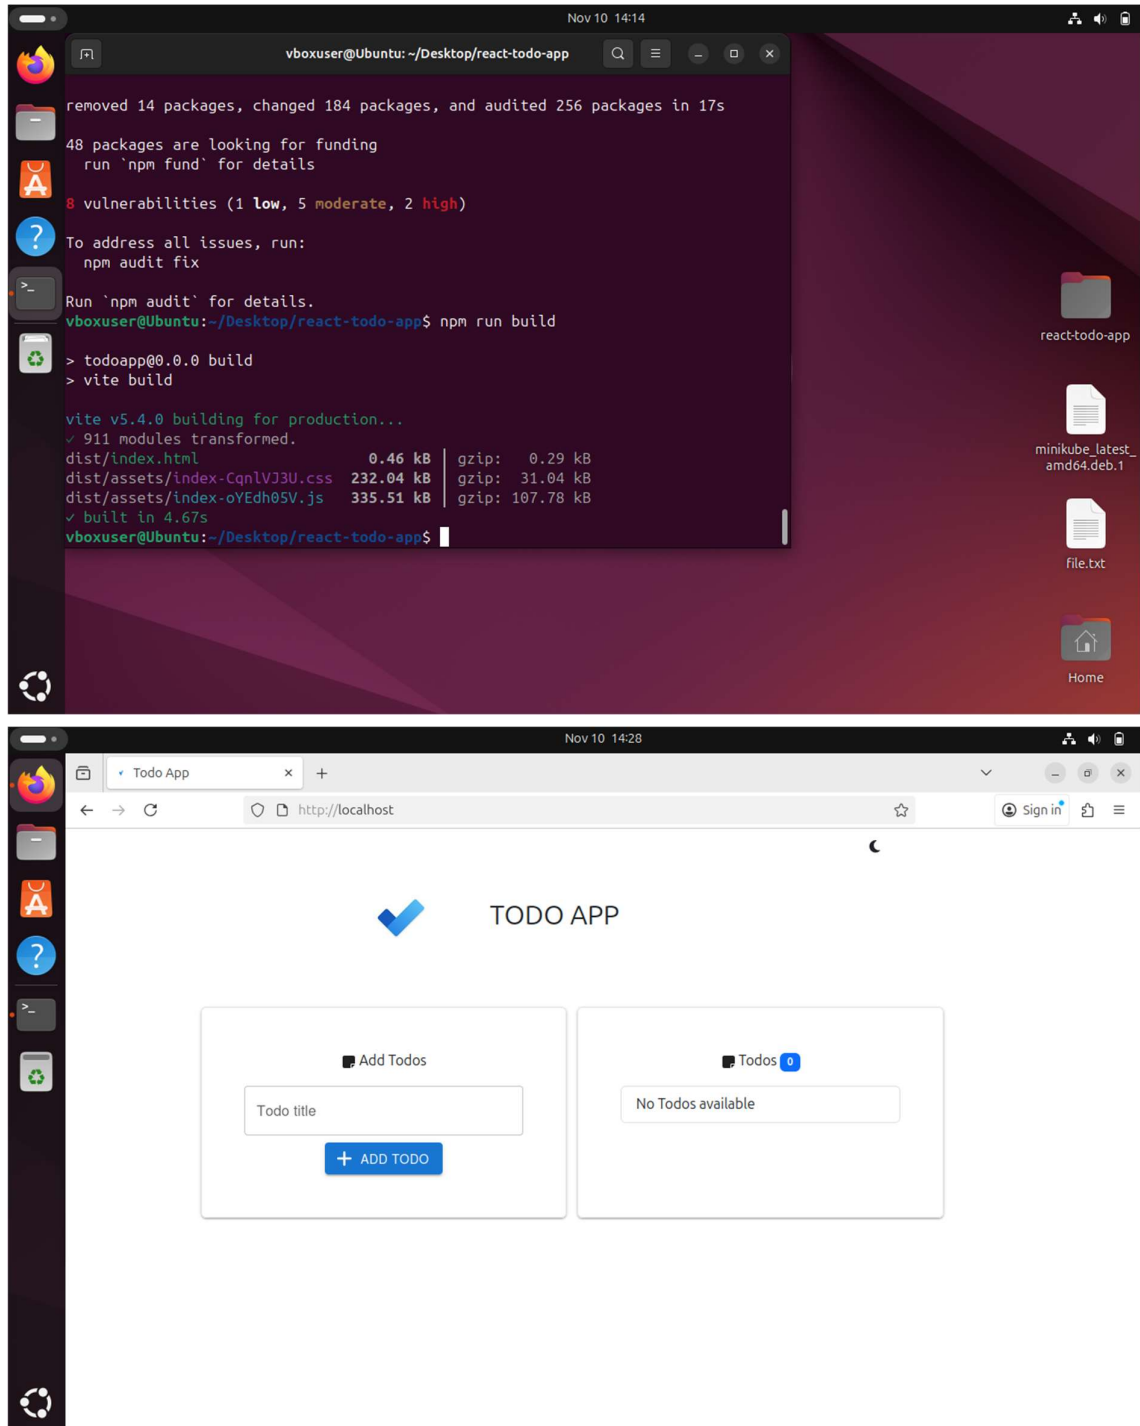 Nov 10 14:14
vboxuser@Ubuntu: ~/Desktop/react-todo-app
removed 14 packages, changed 184 packages, and audited 256 packages in 17s
48 packages are looking for funding
run `npm fund` for details
8 vulnerabilities (1 low, 5 moderate, 2 high)
To address all issues, run:
npm audit fix
Run `npm audit` for details.
vboxuser@Ubuntu:~/Desktop/react-todo-app$ npm run build
> todoapp@0.0.0 build
> vite build
vite v5.4.0 building for production...
✓ 911 modules transformed.
dist/index.html 0.46 kB │ gzip: 0.29 kB
dist/assets/index-CqnlVJ3U.css 232.04 kB │ gzip: 31.04 kB
dist/assets/index-oYEdh05V.js 335.51 kB │ gzip: 107.78 kB
✓ built in 4.67s
vboxuser@Ubuntu:~/Desktop/react-todo-app$
react-todo-app
minikube_latest_
amd64.deb.1
file.txt
Home
Nov 10 14:28
Todo App
http://localhost
Sign in
TODO APP
Add Todos
Todo title
+ ADD TODO
Todos 0
No Todos available